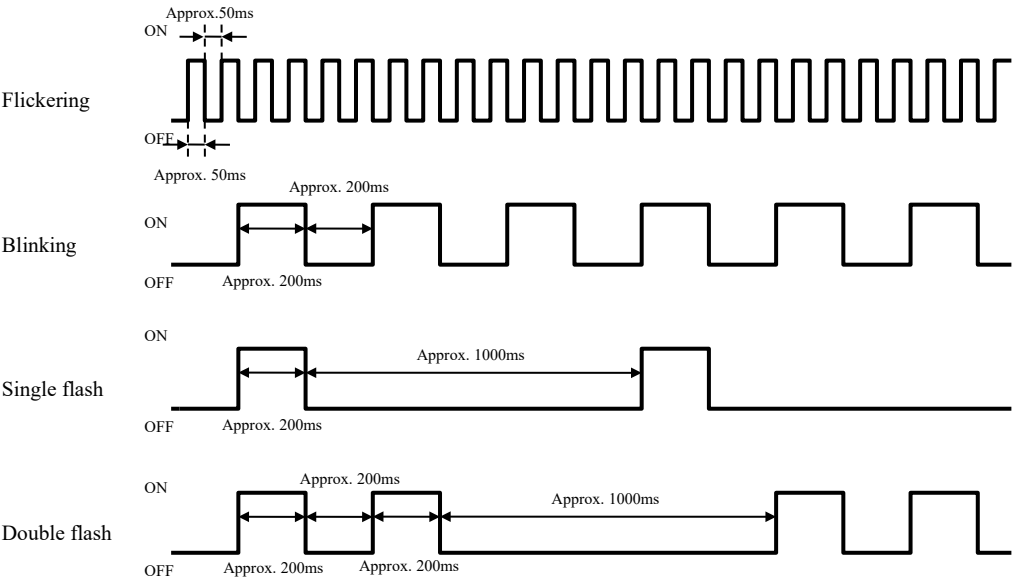 Approx.50ms
ON
Flickering
OFF
Approx. 50ms
Approx. 200ms
ON
Blinking
OFF
Approx. 200ms
ON
Approx. 1000ms
Single flash
OFF
Approx. 200ms
Approx. 200ms
ON
Approx. 1000ms
Double flash
OFF
Approx. 200ms
Approx. 200ms